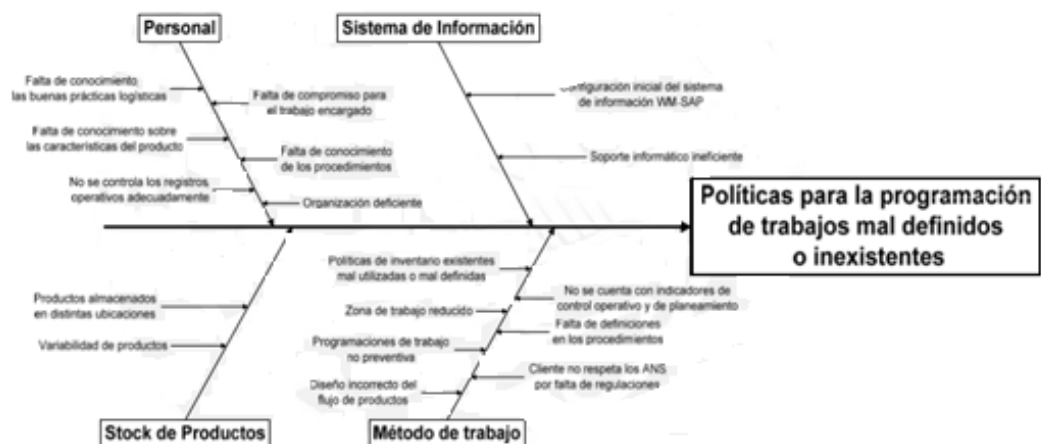 Personal
Sistema de Información
Falta de conocimiento
las buenas prácticas logísticas
Falta de compromiso para
el trabajo encargado
Falta de conocimiento sobre
las características del producto
Falta de conocimiento
de los procedimientos
No se controla los registros
operativos adecuadamente
Organización deficiente
Configuración inicial del sistema
de información WM-SAP
Soporte informático ineficiente
Políticas para la programación
de trabajos mal definidos
o inexistentes
Productos almacenados
en distintas ubicaciones
Variabilidad de productos
Políticas de inventario existentes
mal utilizadas o mal definidas
No se cuenta con indicadores de
control operativo y de planeamiento
Zona de trabajo reducido
Falta de definiciones
en los procedimientos
Programaciones de trabajo
no preventiva
Cliente no respeta los ANS
por falta de regulaciones
Diseño incorrecto del
flujo de productos
Stock de Productos
Método de trabajo